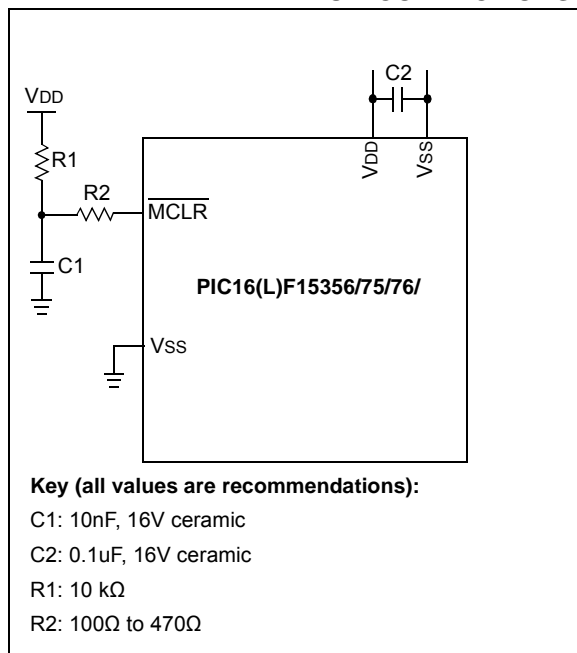 C2
VDD
R1
R2
MCLR
VDD
VSS
C1
PIC16(L)F15356/75/76/
VSS
Key (all values are recommendations):
C1: 10nF, 16V ceramic
C2: 0.1uF, 16V ceramic
R1: 10 kΩ
R2: 100Ω to 470Ω